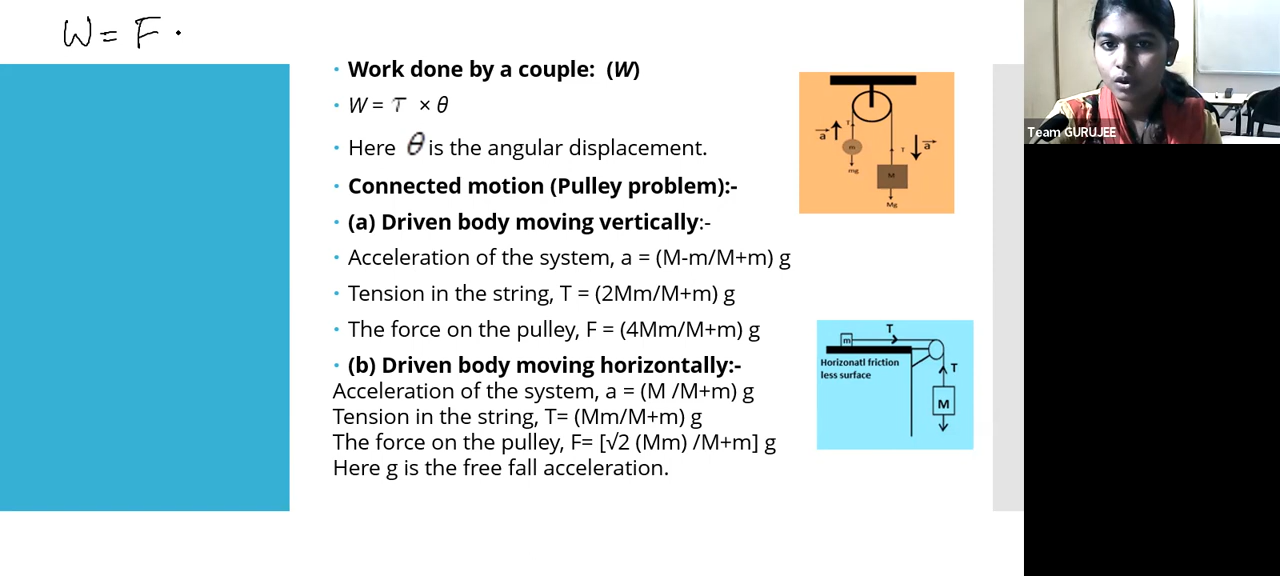 W = F ·
• Work done by a couple: (W)
• W = τ × θ
• Here θ is the angular displacement.
• Connected motion (Pulley problem):-
• (a) Driven body moving vertically:-
• Acceleration of the system, a = (M-m/M+m) g
• Tension in the string, T = (2Mm/M+m) g
• The force on the pulley, F = (4Mm/M+m) g
• (b) Driven body moving horizontally:-
Acceleration of the system, a = (M /M+m) g
Tension in the string, T= (Mm/M+m) g
The force on the pulley, F= [√2 (Mm) /M+m] g
Here g is the free fall acceleration.
T
a
m
mg
T
a
M
Mg
T
m
Horizonatl friction
less surface
T
M
Team GURUJEE